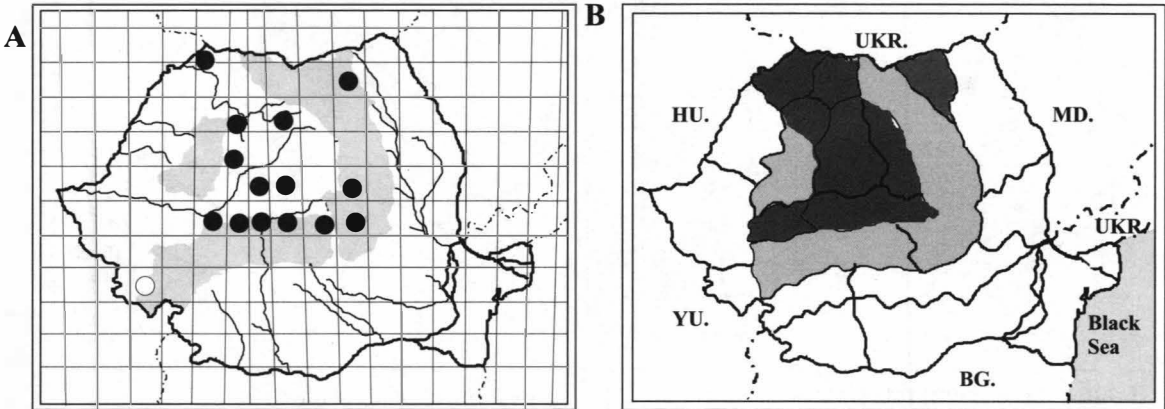 A
B
UKR.
HU.
MD.
UKR.
YU.
Black
Sea
BG.